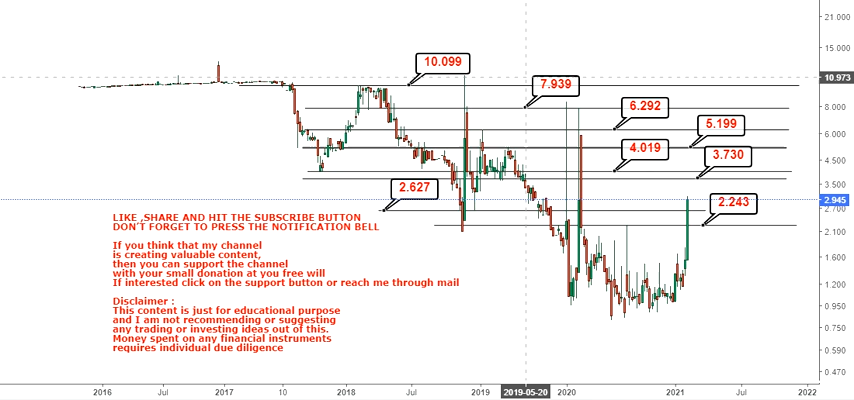 21.000
15.000
10.099
10.973
7.939
8.000
6.292
6.000
5.199
4.019
3.730
4.500
3.500
2.627
2.243
2.945
2.700
2.100
LIKE ,SHARE AND HIT THE SUBSCRIBE BUTTON
DON'T FORGET TO PRESS THE NOTIFICATION BELL
If you think that my channel
is creating valuable content,
then you can support the channel
with your small donation at you free will
If interested click on the support button or reach me through mail
1.600
1.200
Disclaimer :
This content is just for educational purpose
and I am not recommending or suggesting
any trading or investing ideas out of this.
Money spent on any financial instruments
requires individual due diligence
0.950
0.750
0.590
0.470
2016 Jul 2017 10 2018 Jul 2019 2019-05-20 2020 2021 Jul 2022